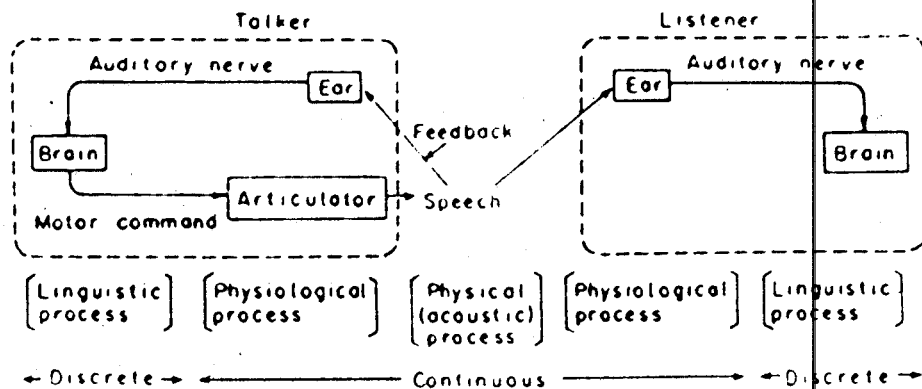 Talker Listener
Auditory nerve Auditory nerve
Ear Ear
Feedback
Brain Brain
Articulator Speech
Motor command
[Linguistic process] [Physiological process] [Physical (acoustic) process] [Physiological process] [Linguistic process]
Discrete Continuous Discrete